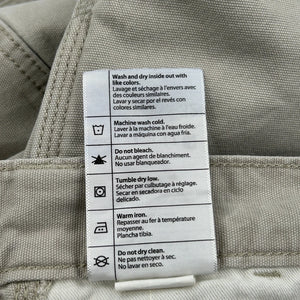 Wash and dry inside out with
like colors.
Lavage et séchage à l'envers avec
des couleurs similaires.
Lavar y secar por el revés con
colores similares.
Machine wash cold.
Laver à la machine à l'eau froide.
Lavar a máquina con agua fría.
Do not bleach.
Aucun agent de blanchiment.
No usar blanqueador.
Tumble dry low.
Sécher par culbutage à réglage.
Secar en secadora en ciclo
delicado.
Warm iron.
Repasser au fer à température
moyenne.
Plancha tibia.
Do not dry clean.
Ne pas nettoyer à sec.
No lavar en seco.